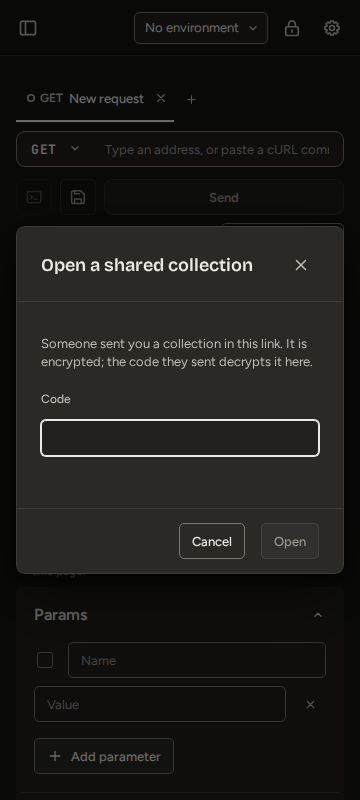 No environment
GET New request
GET Type an address, or paste a cURL com
Send
Open a shared collection
Someone sent you a collection in this link. It is
encrypted; the code they sent decrypts it here.
Code
Cancel Open
Params
Name
Value
Add parameter